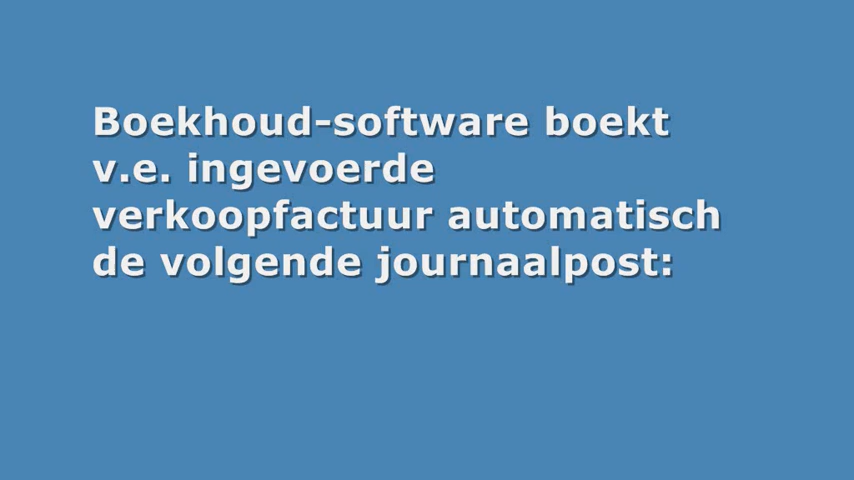 Boekhoud-software boekt
v.e. ingevoerde
verkoopfactuur automatisch
de volgende journaalpost: